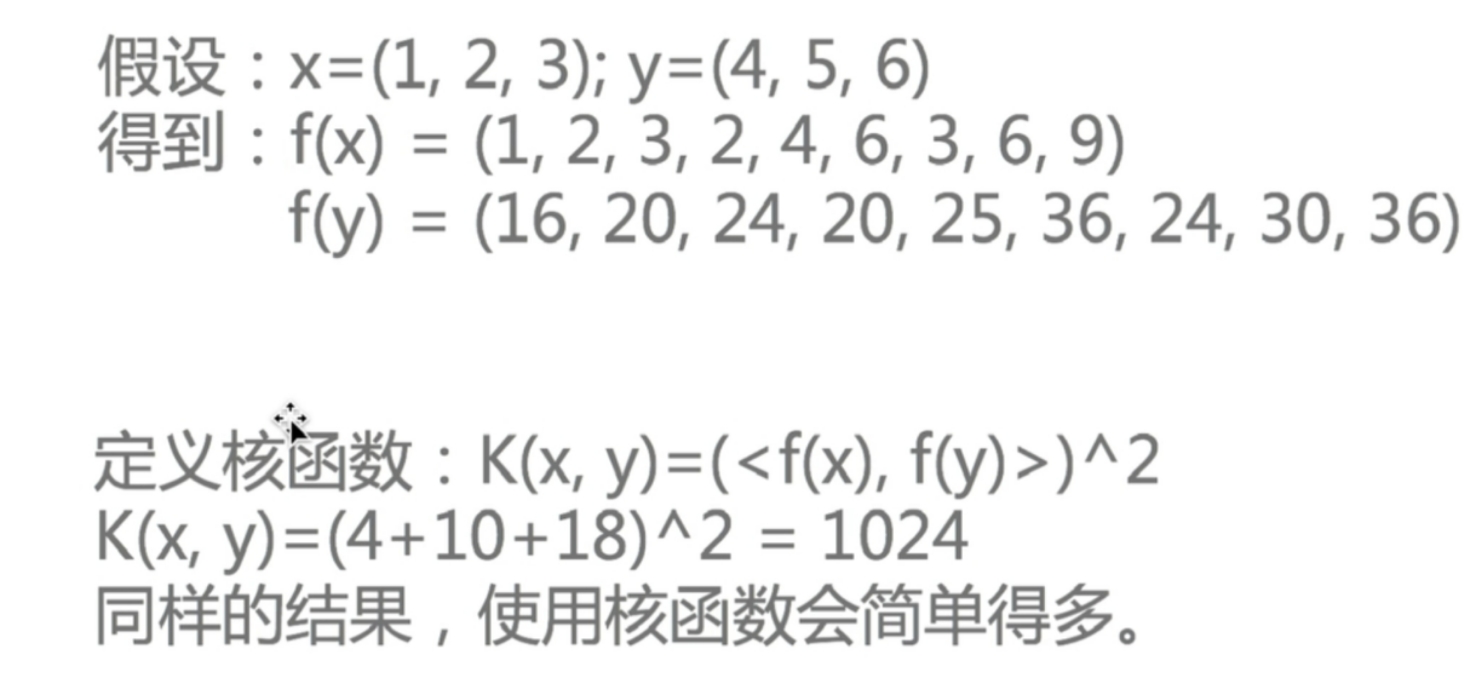 假设：x=(1, 2, 3); y=(4, 5, 6)
得到：f(x) = (1, 2, 3, 2, 4, 6, 3, 6, 9)
f(y) = (16, 20, 24, 20, 25, 36, 24, 30, 36)
定义核函数：K(x, y)=(<f(x), f(y)>)^2
K(x, y)=(4+10+18)^2 = 1024
同样的结果，使用核函数会简单得多。